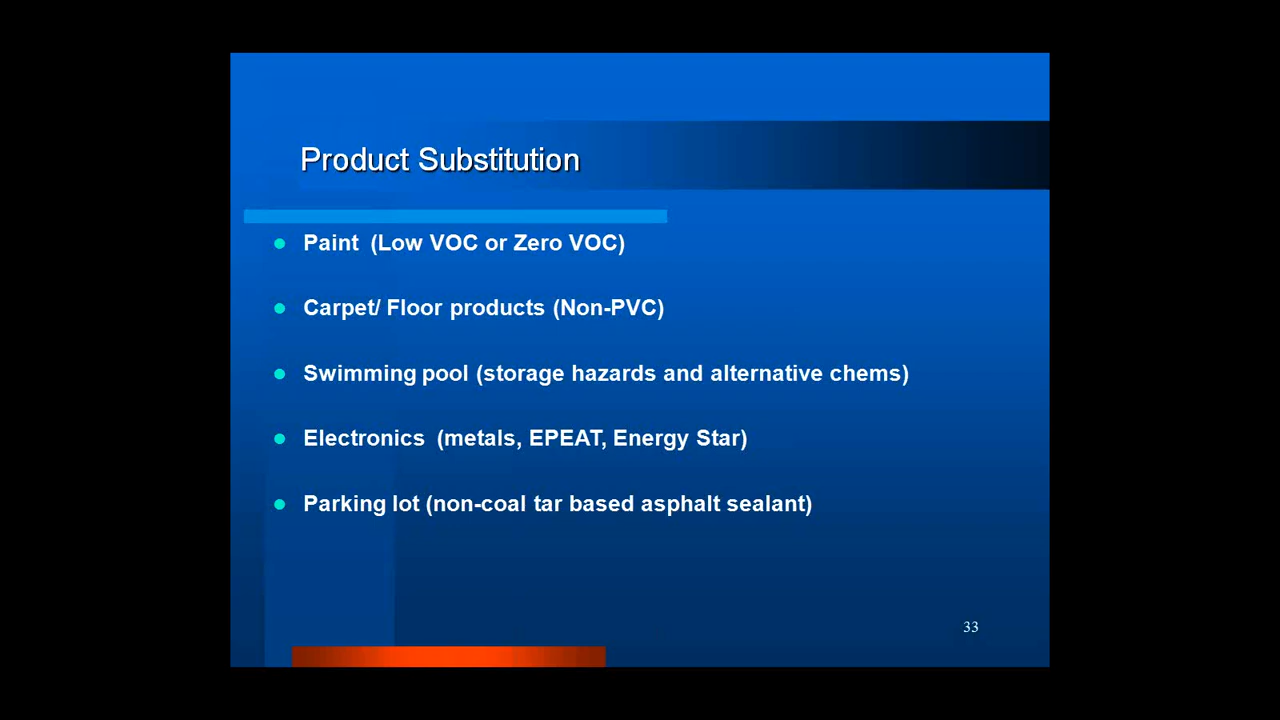 Product Substitution
Paint  (Low VOC or Zero VOC)
Carpet/ Floor products (Non-PVC)
Swimming pool (storage hazards and alternative chems)
Electronics  (metals, EPEAT, Energy Star)
Parking lot (non-coal tar based asphalt sealant)
33